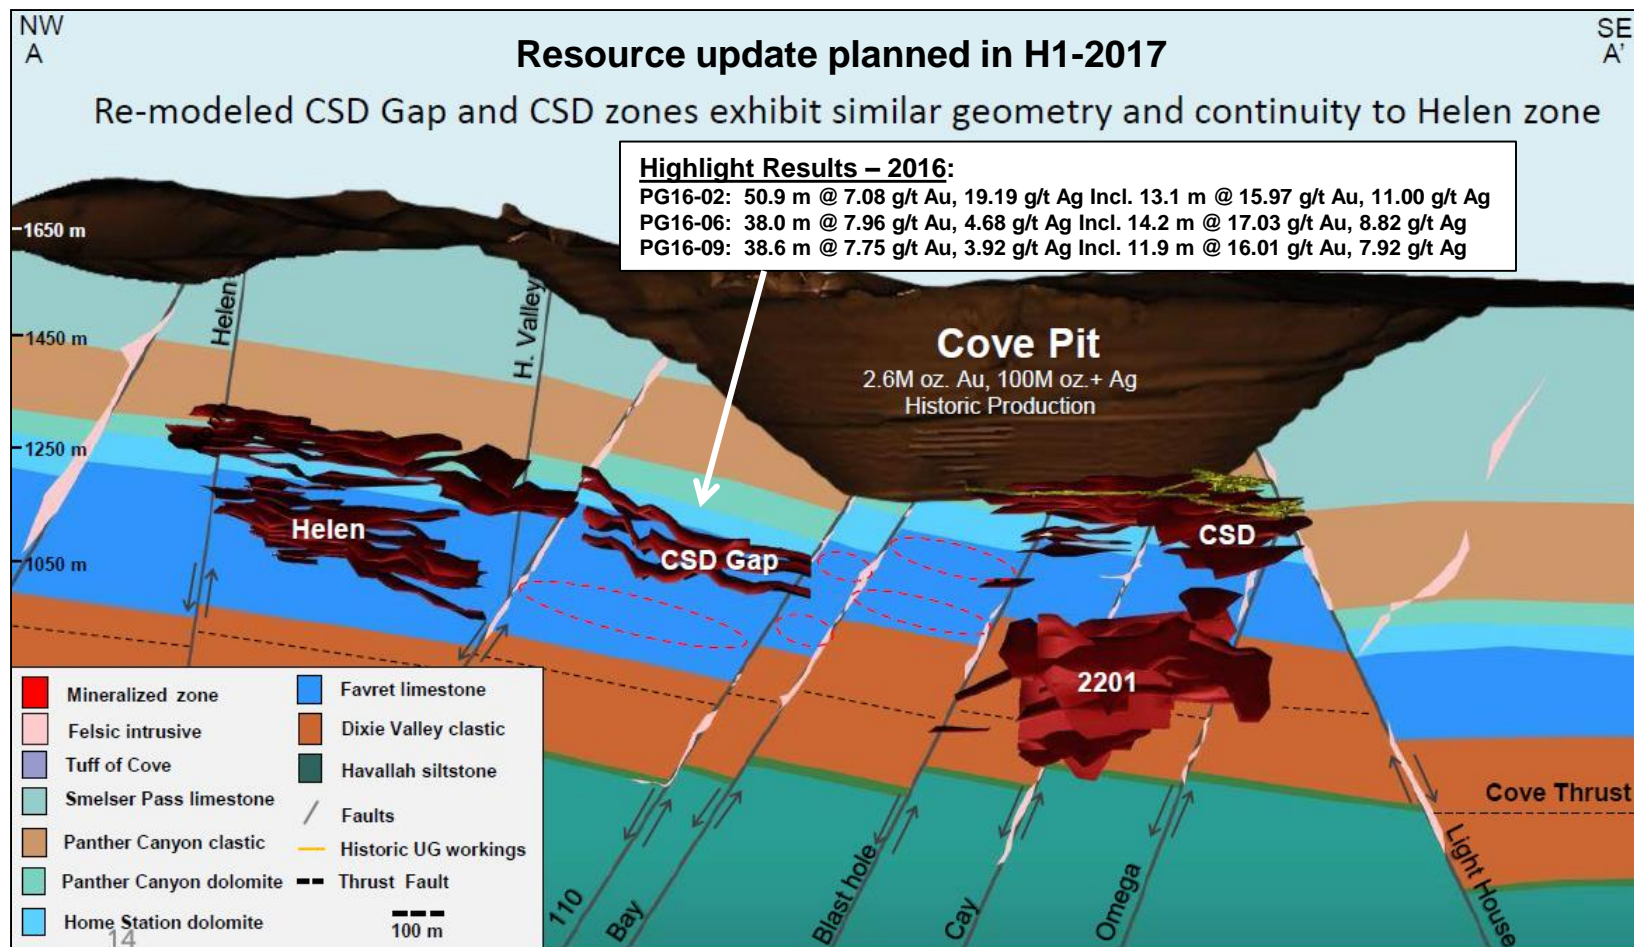 NW
A
SE
A'
Resource update planned in H1-2017
Re-modeled CSD Gap and CSD zones exhibit similar geometry and continuity to Helen zone
Highlight Results – 2016:
PG16-02: 50.9 m @ 7.08 g/t Au, 19.19 g/t Ag Incl. 13.1 m @ 15.97 g/t Au, 11.00 g/t Ag
PG16-06: 38.0 m @ 7.96 g/t Au, 4.68 g/t Ag Incl. 14.2 m @ 17.03 g/t Au, 8.82 g/t Ag
PG16-09: 38.6 m @ 7.75 g/t Au, 3.92 g/t Ag Incl. 11.9 m @ 16.01 g/t Au, 7.92 g/t Ag
1650 m
1450 m
1250 m
1050 m
Helen
H. Valley
Cove Pit
2.6M oz. Au, 100M oz.+ Ag
Historic Production
Helen
CSD Gap
CSD
2201
Cove Thrust
110
Bay
Blast hole
Cay
Omega
Light House
Mineralized zone
Felsic intrusive
Tuff of Cove
Smelser Pass limestone
Panther Canyon clastic
Panther Canyon dolomite
Home Station dolomite
Favret limestone
Dixie Valley clastic
Havallah siltstone
Faults
Historic UG workings
Thrust Fault
100 m
14